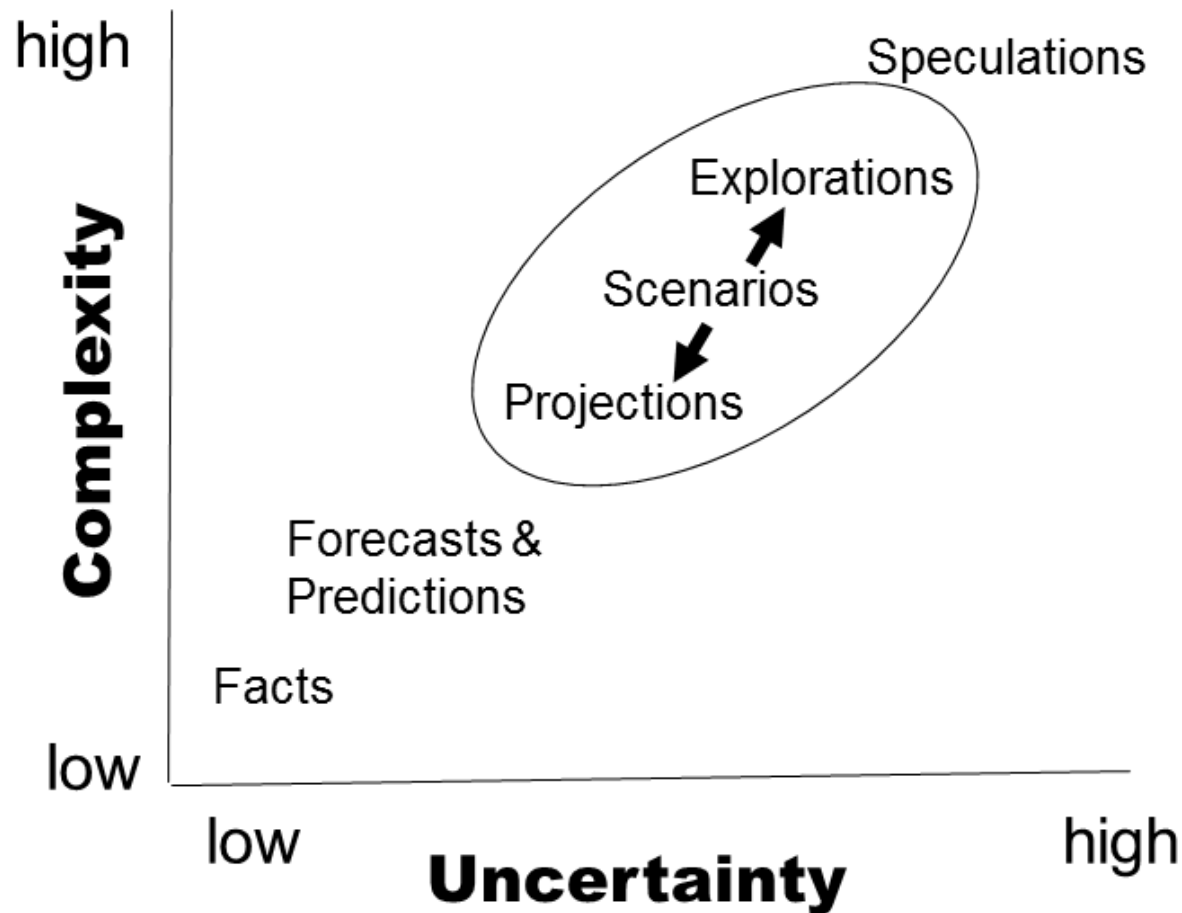 high
Speculations
Explorations
Scenarios
Projections
Complexity
Forecasts &
Predictions
Facts
low
low
high
Uncertainty